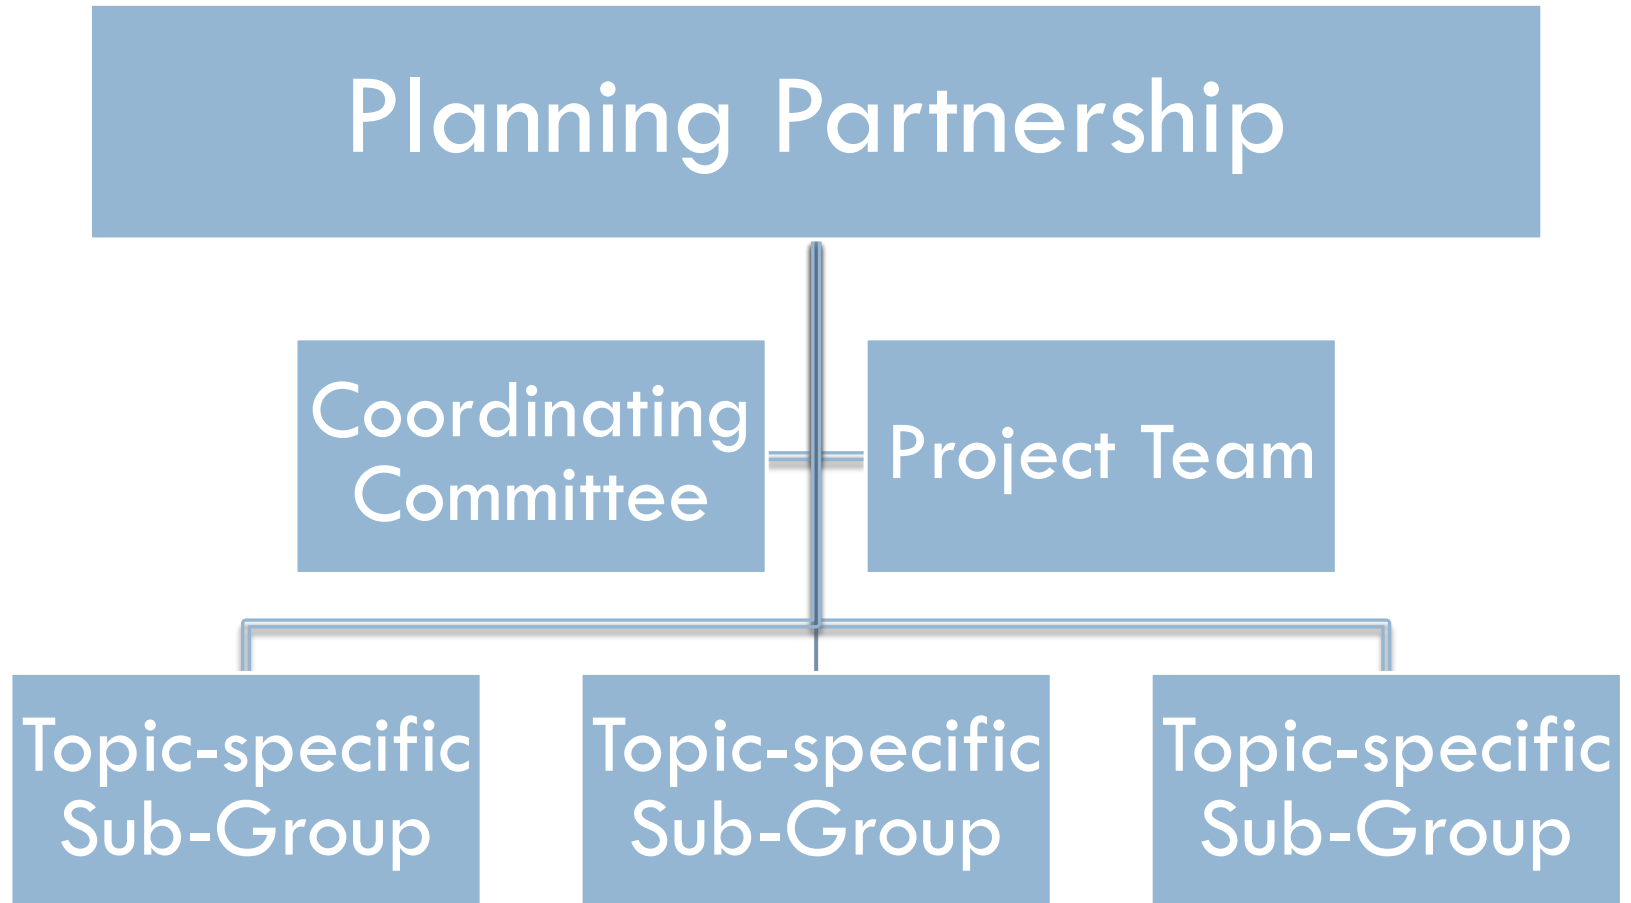 Planning Partnership
Coordinating
Committee
Project Team
Topic-specific
Sub-Group
Topic-specific
Sub-Group
Topic-specific
Sub-Group